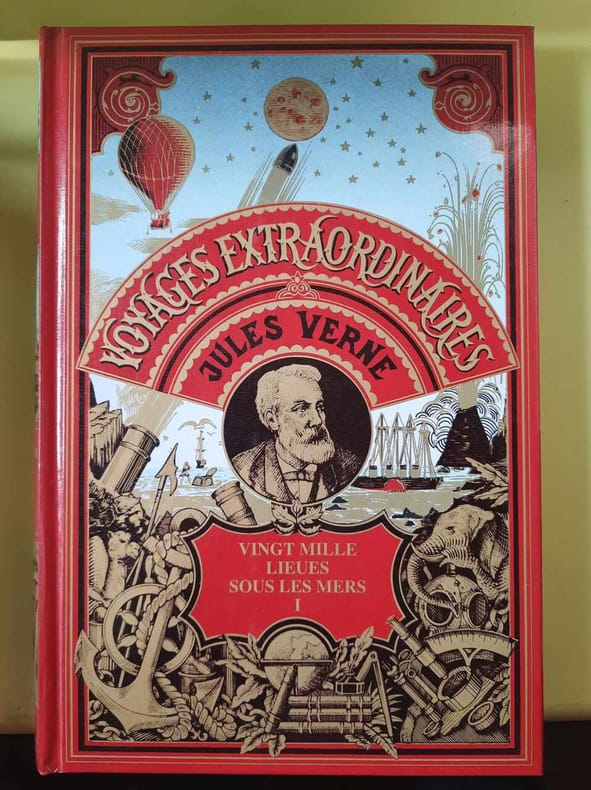 VOYAGES EXTRAORDINAIRES
JULES VERNE
VINGT MILLE
LIEUES
SOUS LES MERS
I